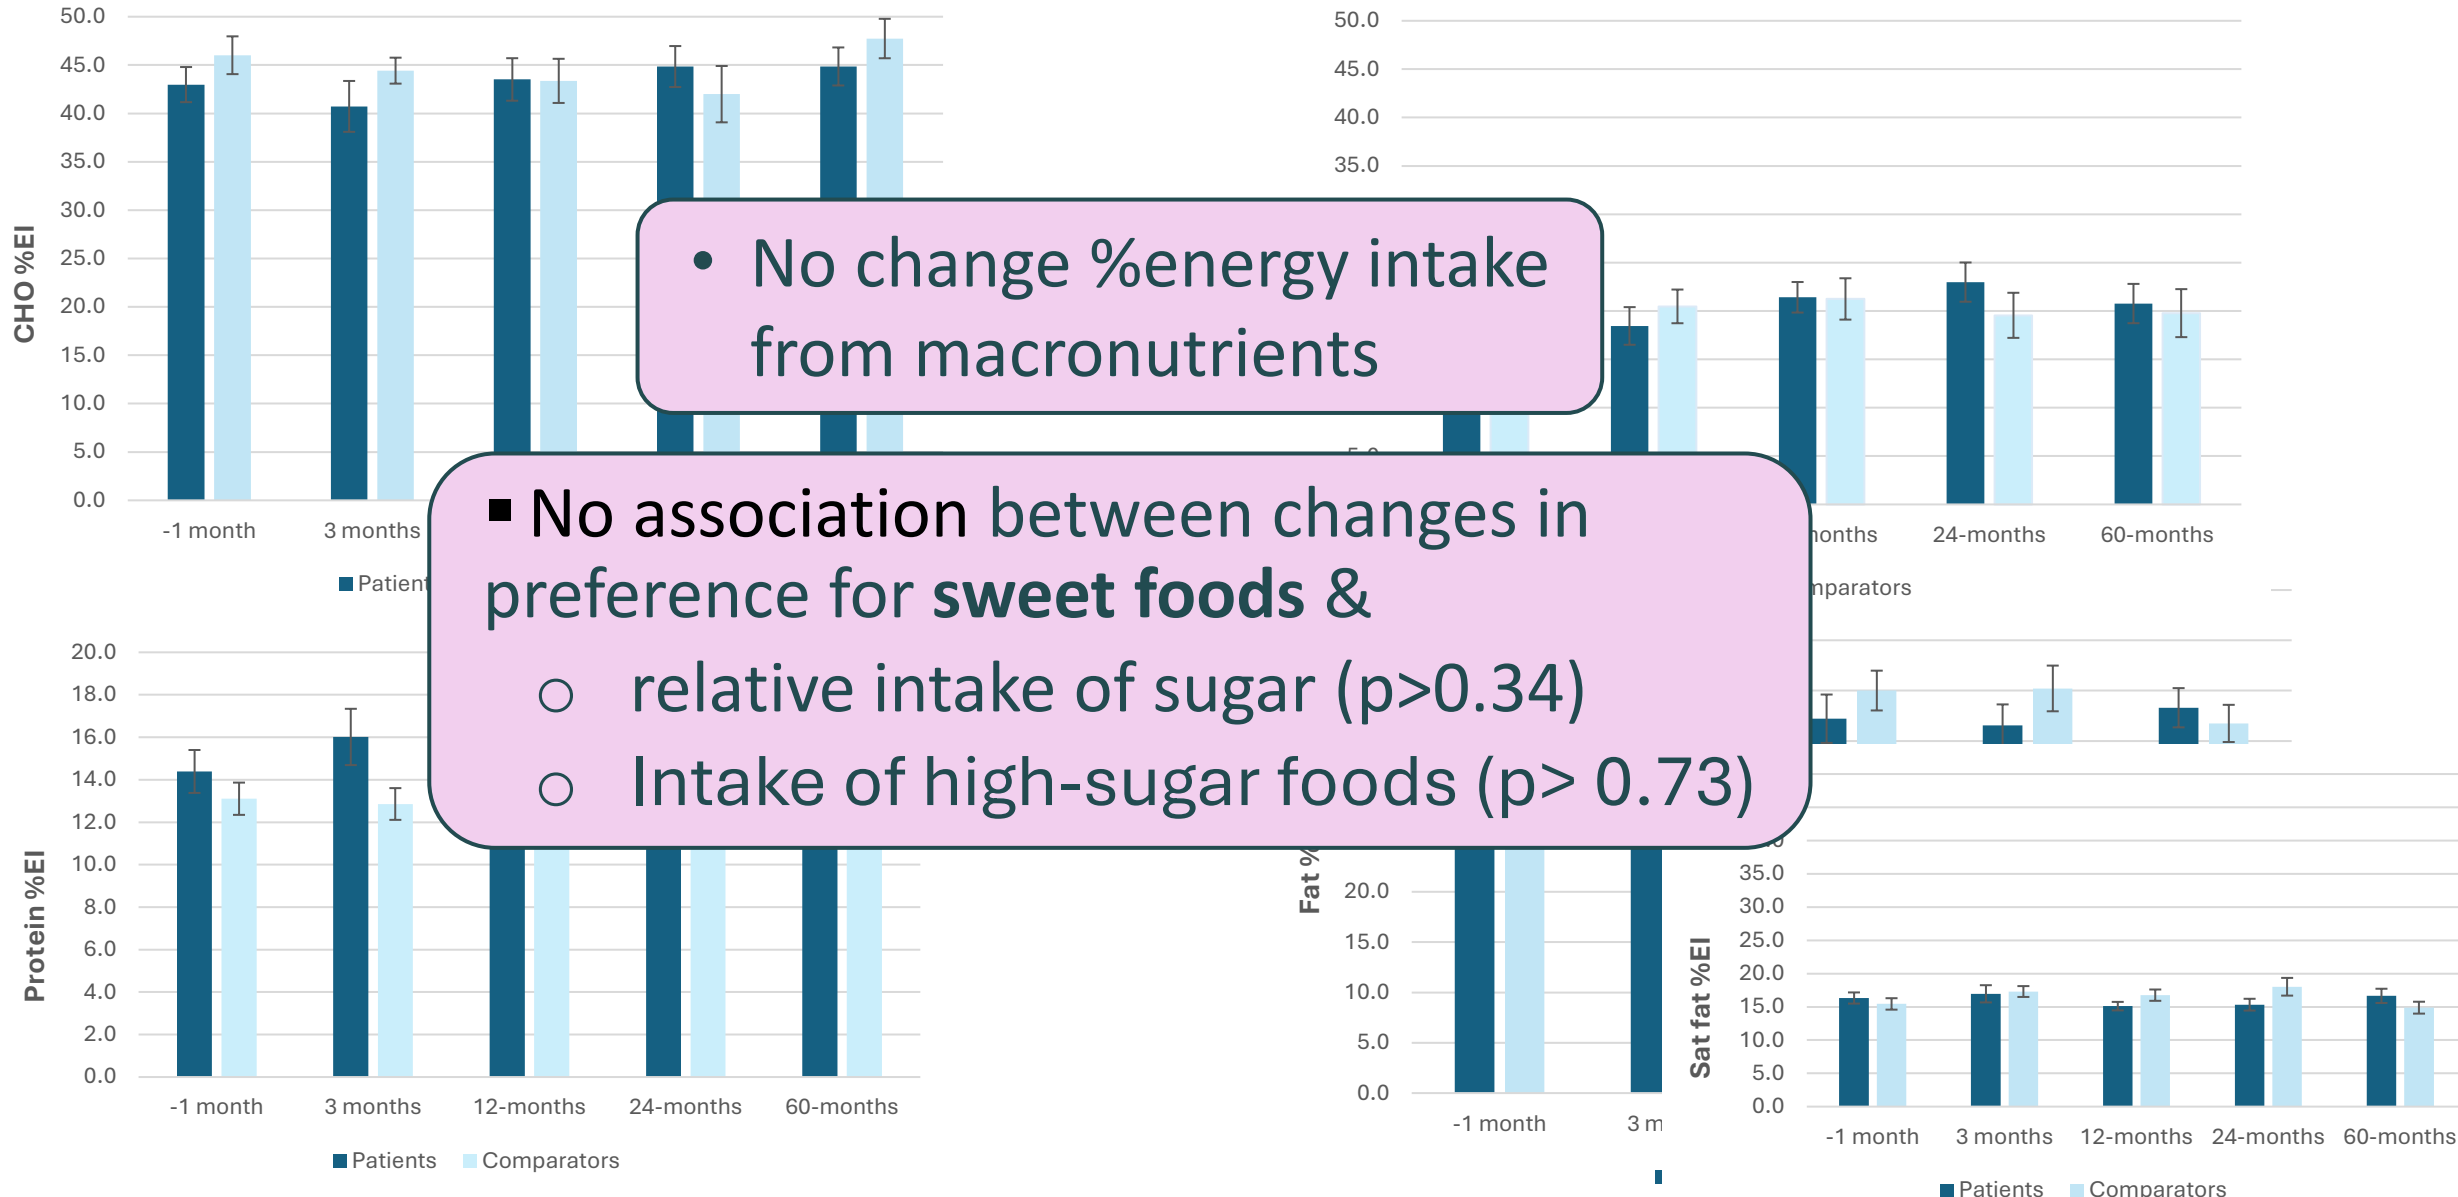 50.0
45.0
40.0
35.0
30.0
25.0
20.0
15.0
10.0
5.0
0.0
CHO %EI
-1 month
3 months
50.0
45.0
40.0
35.0
24-months
60-months
• No change %energy intake
from macronutrients
▪ No association between changes in
preference for sweet foods &
○ relative intake of sugar (p>0.34)
○ Intake of high-sugar foods (p> 0.73)
20.0
18.0
16.0
14.0
12.0
10.0
8.0
6.0
4.0
2.0
0.0
Protein %EI
-1 month 3 months 12-months 24-months 60-months
Patients Comparators
Fat %
20.0
15.0
10.0
5.0
0.0
-1 month
35.0
30.0
25.0
20.0
15.0
10.0
5.0
0.0
Sat fat %EI
-1 month 3 months 12-months 24-months 60-months
Patients Comparators